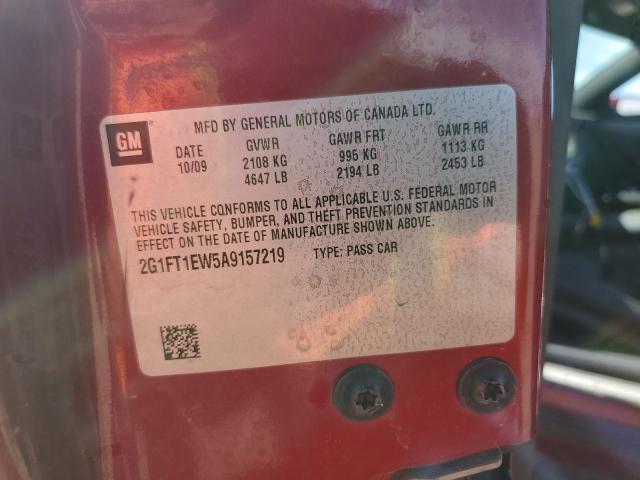 GM
MFD BY GENERAL MOTORS OF CANADA LTD.
DATE GVWR GAWR FRT GAWR RR
10/09 2108 KG 995 KG 1113 KG
4647 LB 2194 LB 2453 LB
THIS VEHICLE CONFORMS TO ALL APPLICABLE U.S. FEDERAL MOTOR
VEHICLE SAFETY, BUMPER, AND THEFT PREVENTION STANDARDS IN
EFFECT ON THE DATE OF MANUFACTURE SHOWN ABOVE.
2G1FT1EW5A9157219 TYPE: PASS CAR